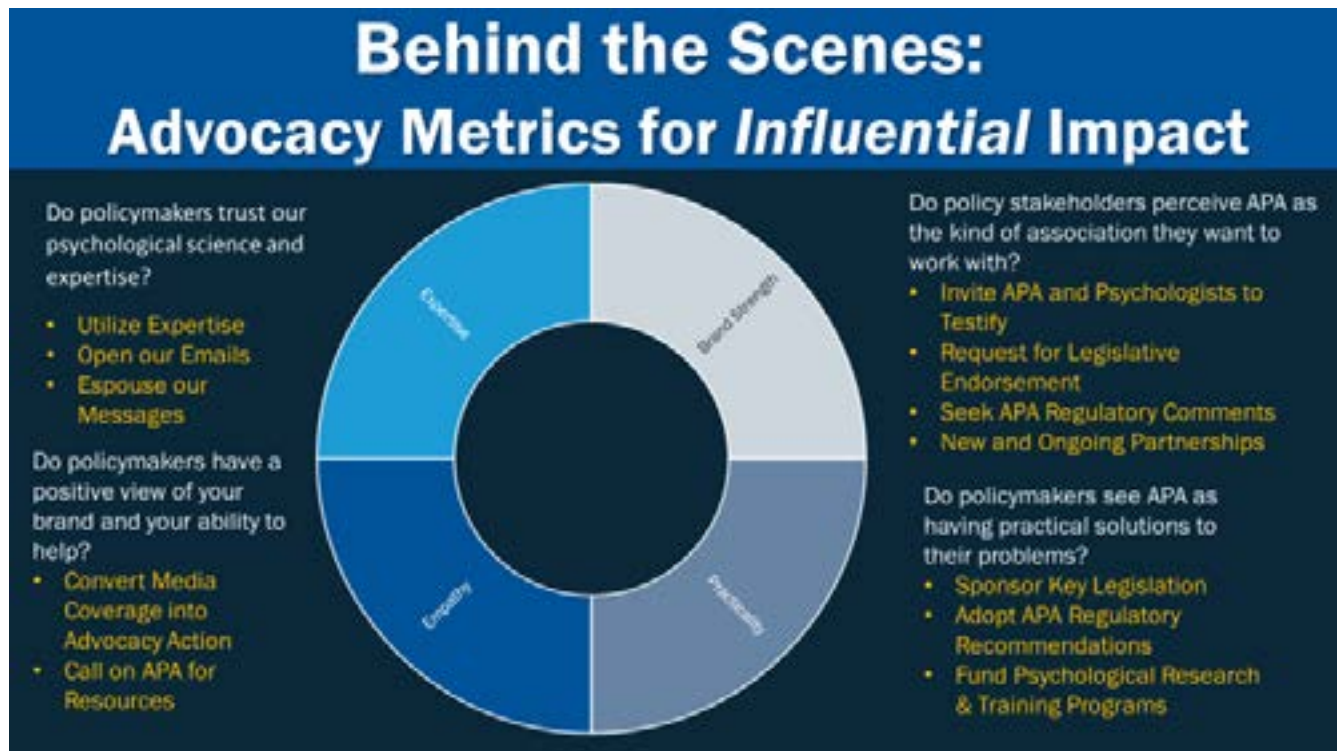 Behind the Scenes:
Advocacy Metrics for Influential Impact
Do policymakers trust our
psychological science and
expertise?
• Utilize Expertise
• Open our Emails
• Espouse our
Messages
Do policymakers have a
positive view of your
brand and your ability to
help?
• Convert Media
Coverage into
Advocacy Action
• Call on APA for
Resources
Expertise
Brand Strength
Empathy
Practicality
Do policy stakeholders perceive APA as
the kind of association they want to
work with?
• Invite APA and Psychologists to
Testify
• Request for Legislative
Endorsement
• Seek APA Regulatory Comments
• New and Ongoing Partnerships
Do policymakers see APA as
having practical solutions to
their problems?
• Sponsor Key Legislation
• Adopt APA Regulatory
Recommendations
• Fund Psychological Research
& Training Programs